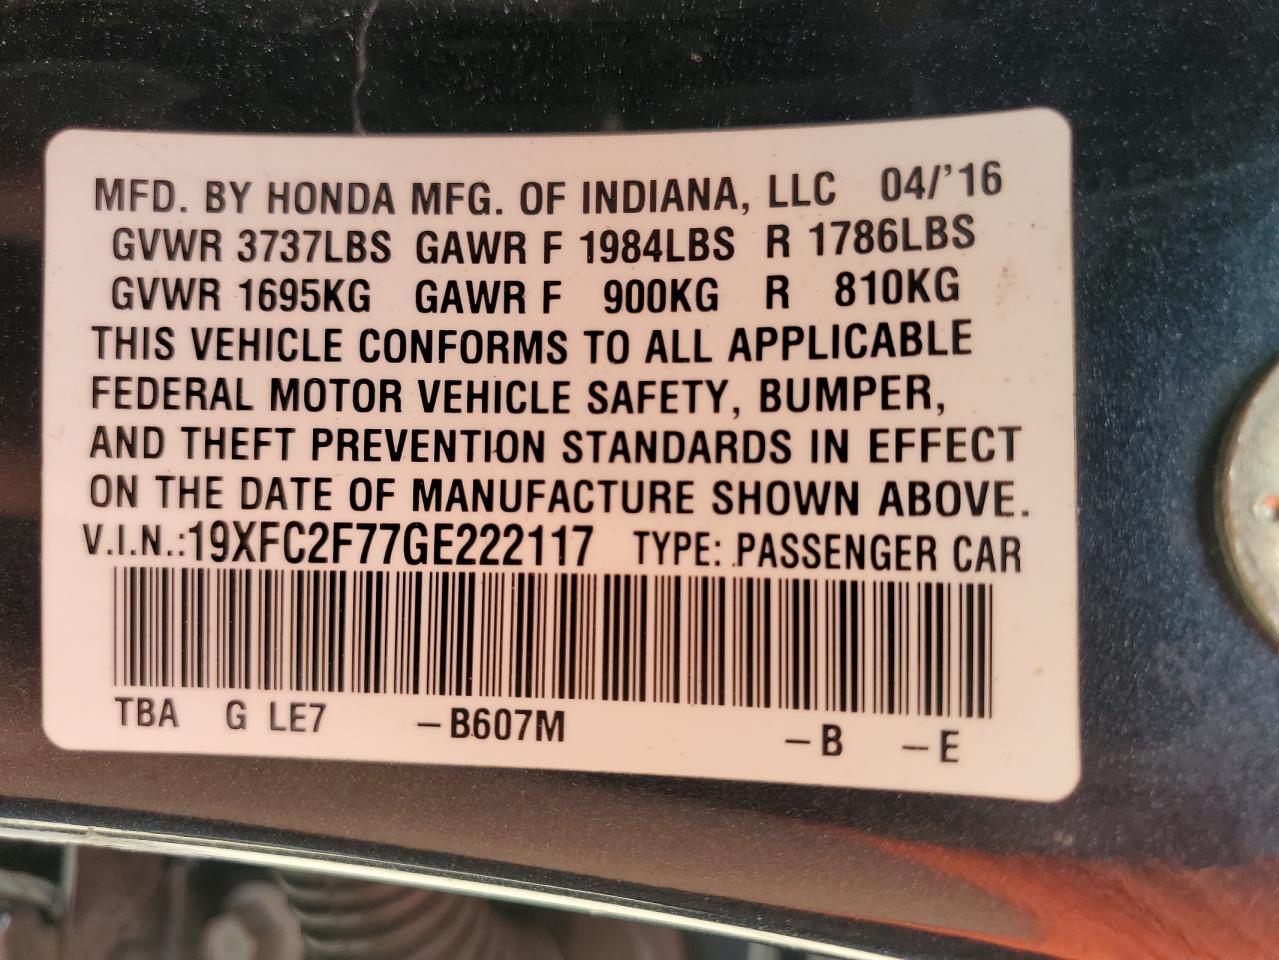 MFD. BY HONDA MFG. OF INDIANA, LLC 04/'16
GVWR 3737LBS GAWR F 1984LBS R 1786LBS
GVWR 1695KG GAWR F 900KG R 810KG
THIS VEHICLE CONFORMS TO ALL APPLICABLE
FEDERAL MOTOR VEHICLE SAFETY, BUMPER,
AND THEFT PREVENTION STANDARDS IN EFFECT
ON THE DATE OF MANUFACTURE SHOWN ABOVE.
V.I.N.:19XFC2F77GE222117 TYPE: PASSENGER CAR
TBA G LE7 –B607M –B –E